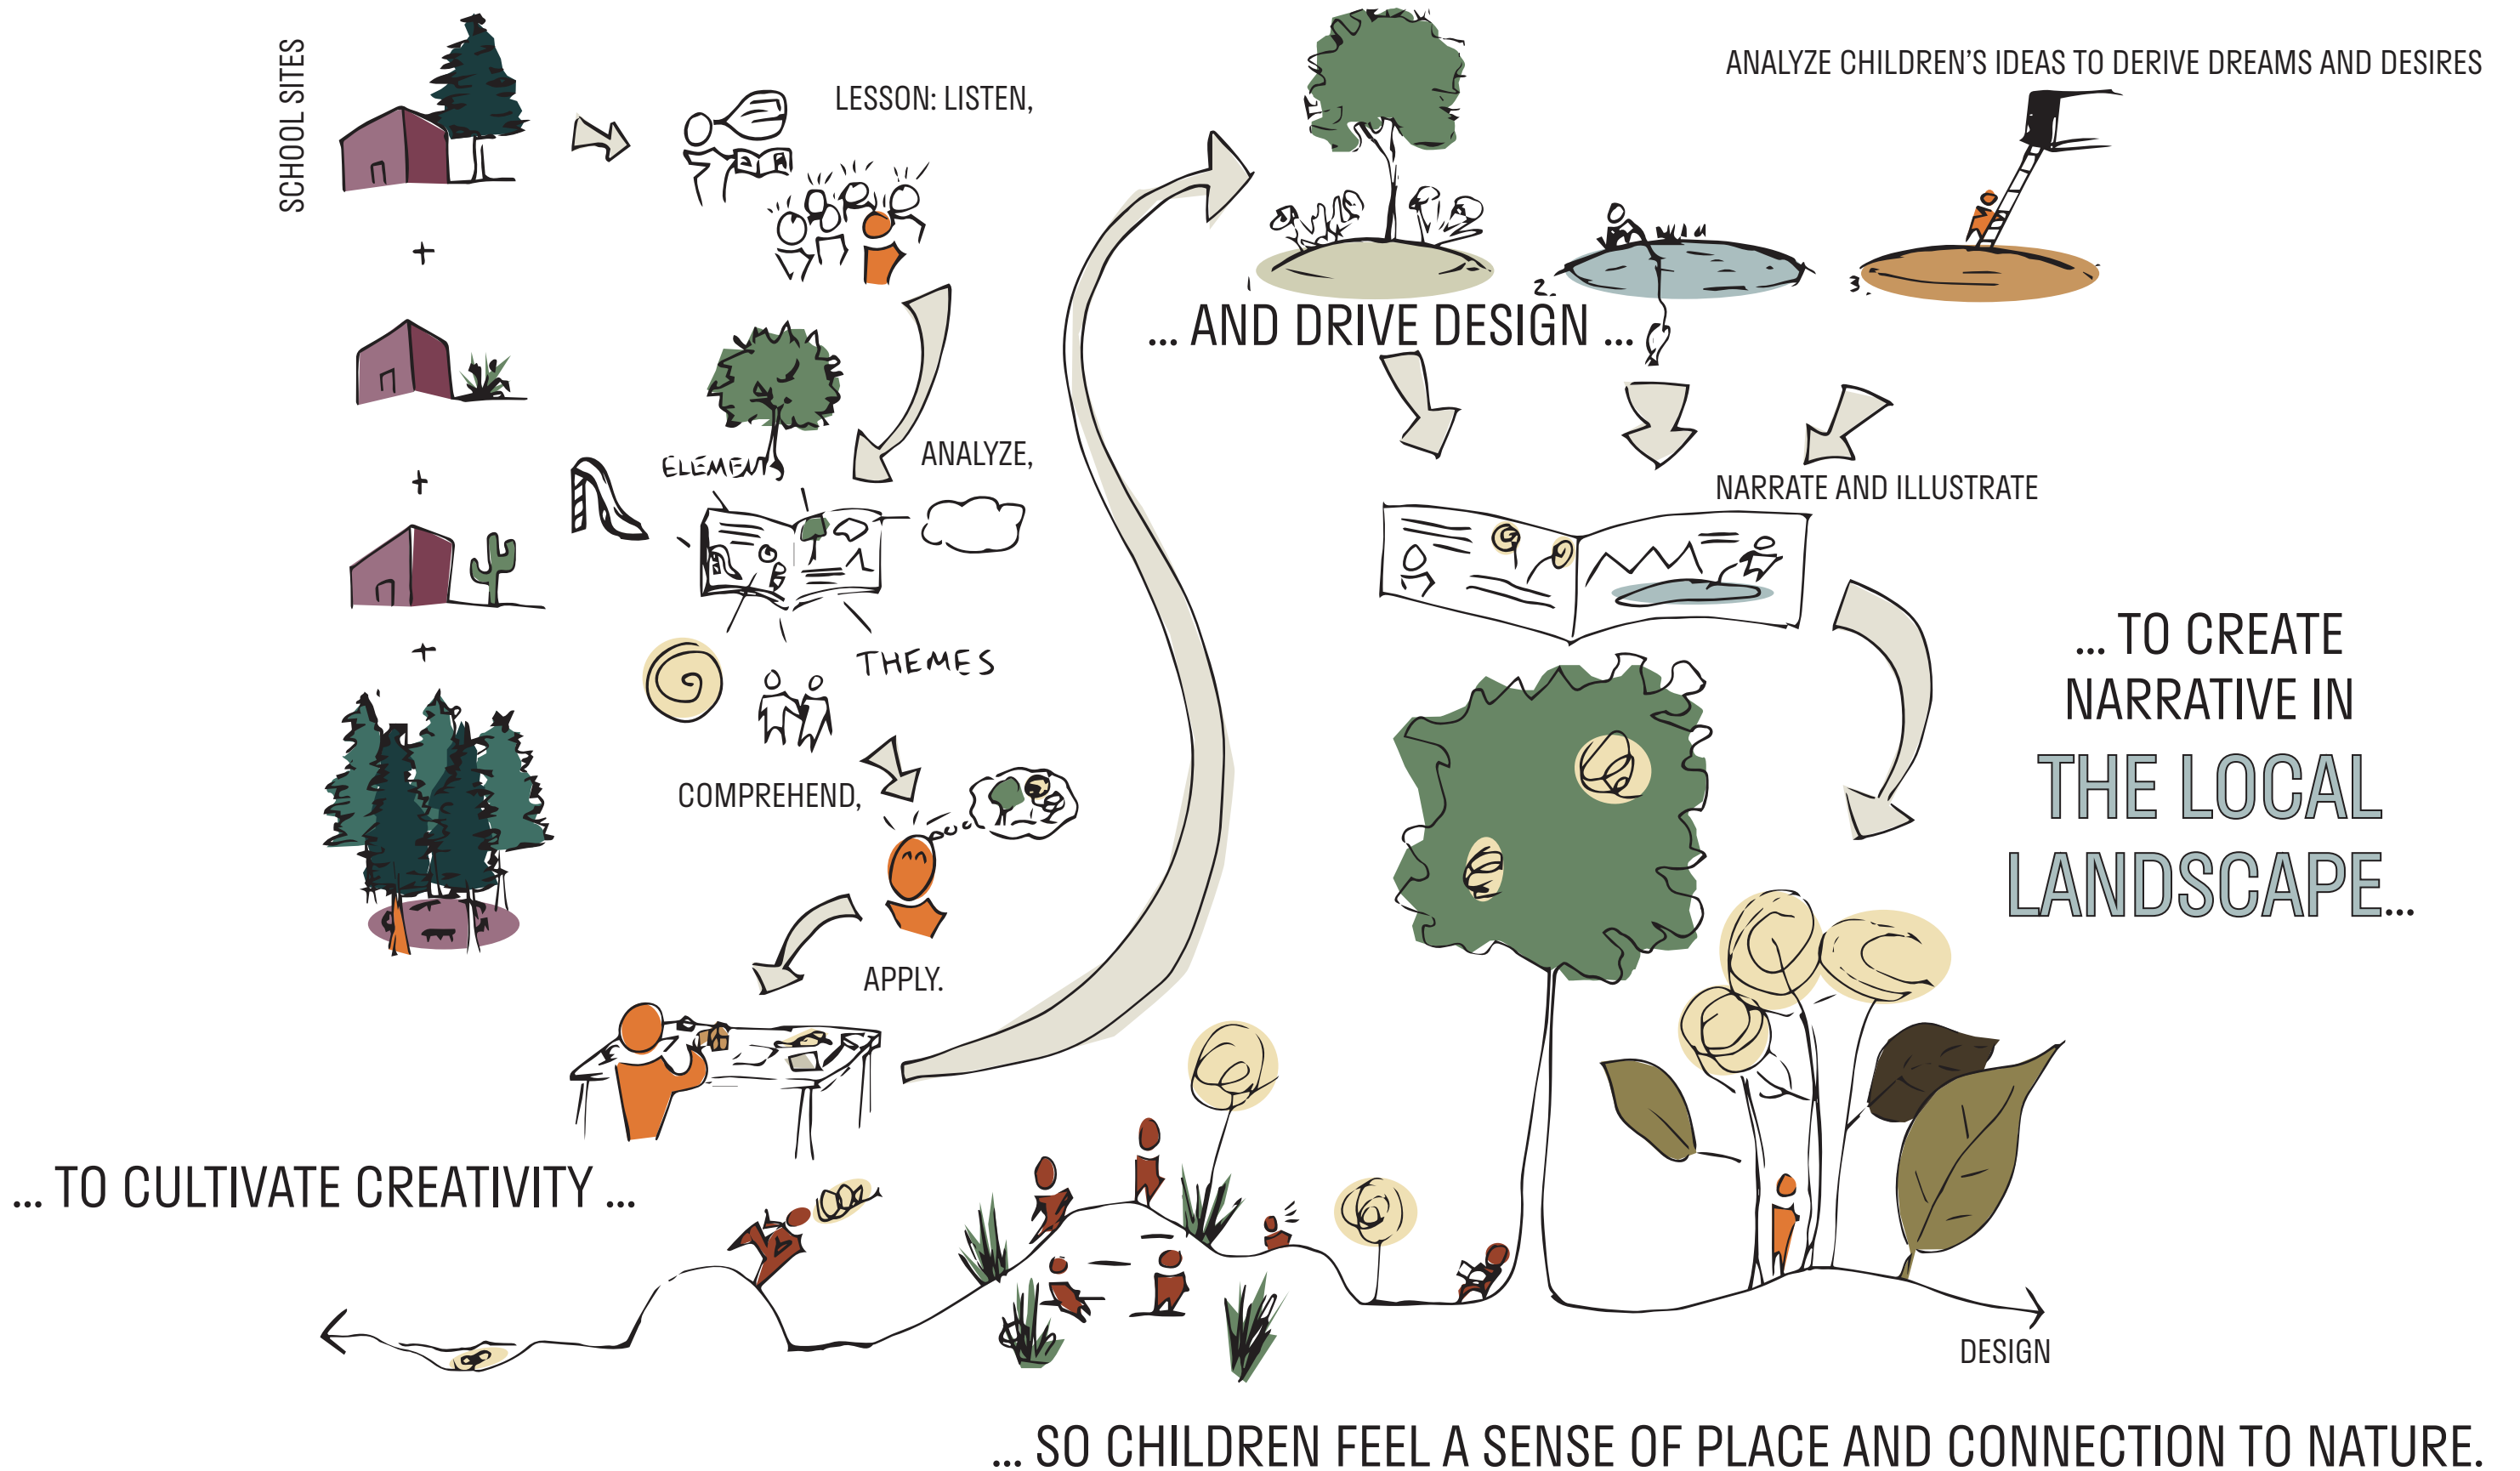 SCHOOL SITES
LESSON: LISTEN,
ELEMENT
ANALYZE,
THEMES
COMPREHEND,
APPLY.
... TO CULTIVATE CREATIVITY ...
ANALYZE CHILDREN'S IDEAS TO DERIVE DREAMS AND DESIRES
1
2.
3.
... AND DRIVE DESIGN ...
NARRATE AND ILLUSTRATE
... TO CREATE
NARRATIVE IN
THE LOCAL
LANDSCAPE...
DESIGN
... SO CHILDREN FEEL A SENSE OF PLACE AND CONNECTION TO NATURE.